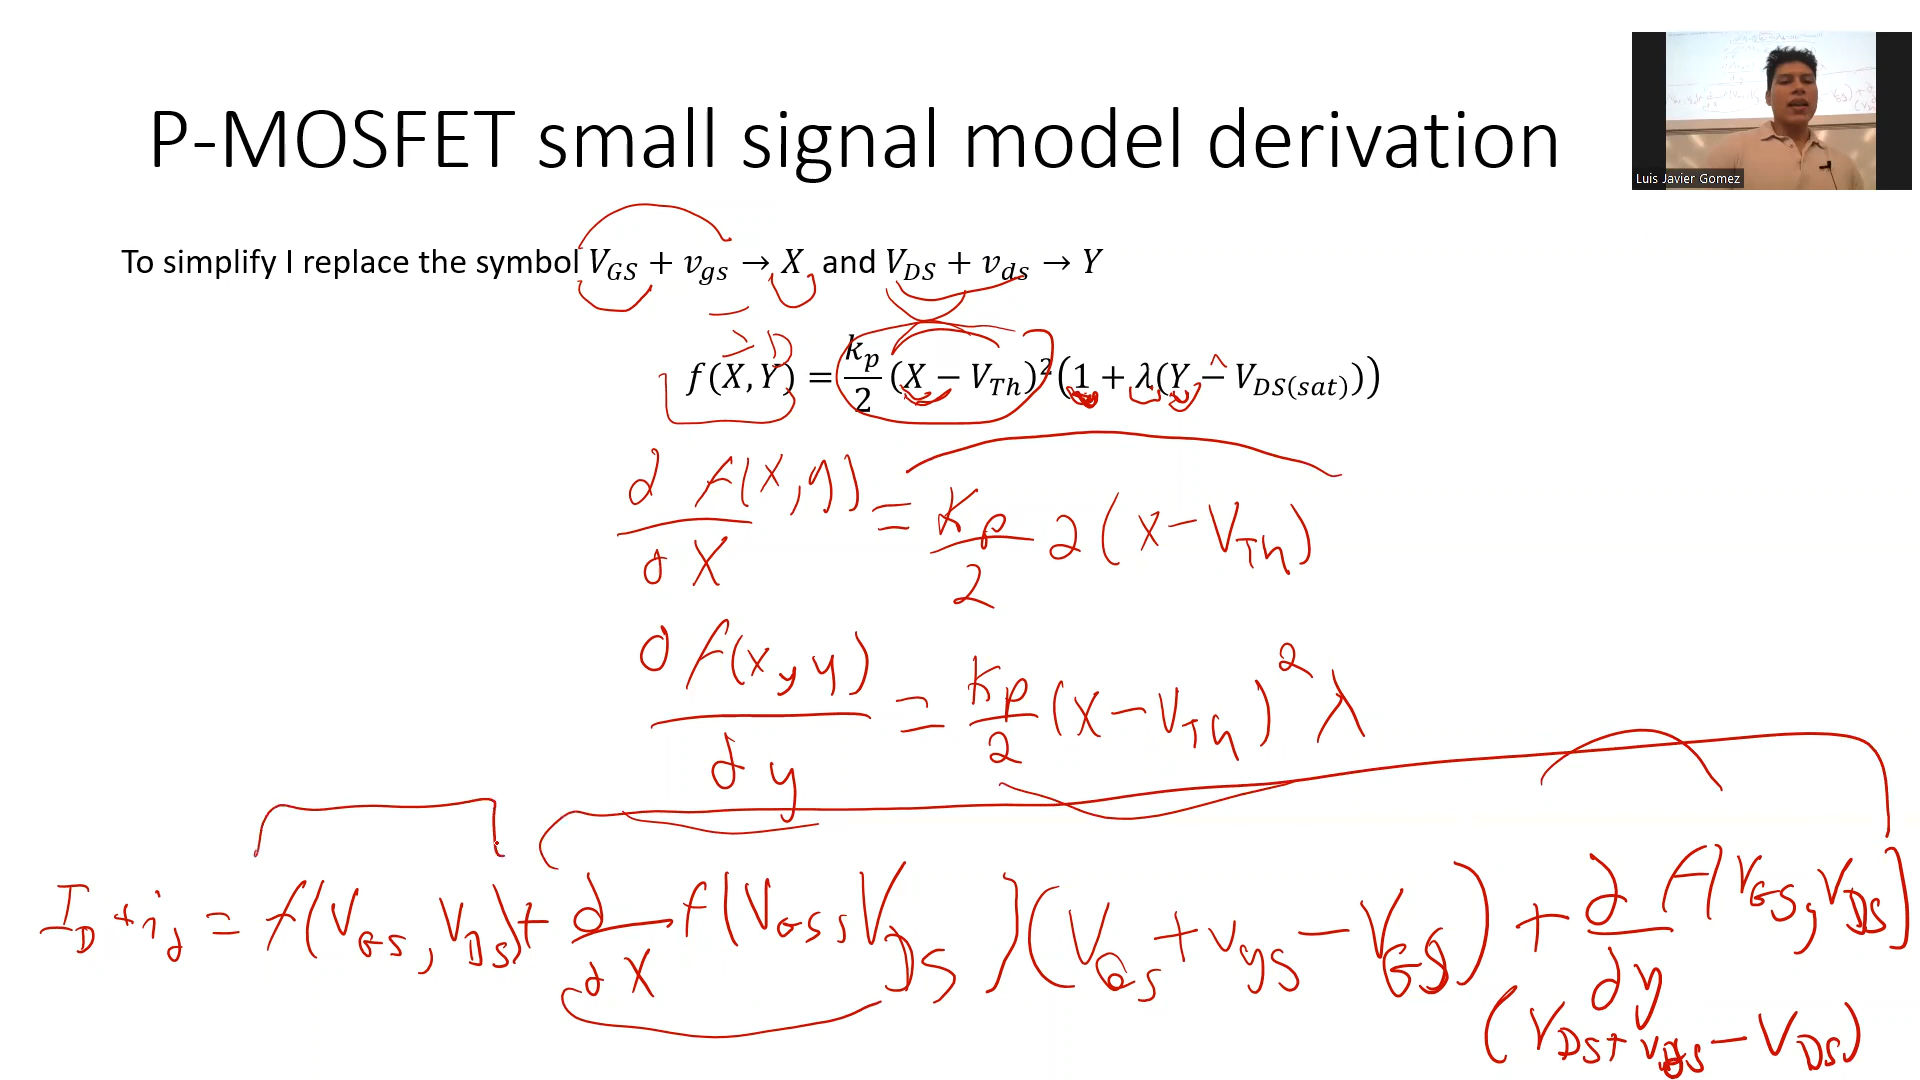 P-MOSFET small signal model derivation
Luis Javier Gomez
To simplify I replace the symbol V_GS + v_gs → X and V_DS + v_ds → Y
f(X,Y) = k_p/2 (X − V_Th)^2 (1 + λ(Y − V_DS(sat)))
∂f(x,y)/∂X = K_p/2 2(x − V_Th)
∂f(x,y)/∂y = K_p/2 (x − V_Th)^2 λ
I_D + i_d = f(V_GS, V_DS) + ∂/∂X f(V_GS, V_DS)(V_GS + v_gs − V_GS) + ∂/∂y f(V_GS, V_DS)
(V_DS + v_ds − V_DS)